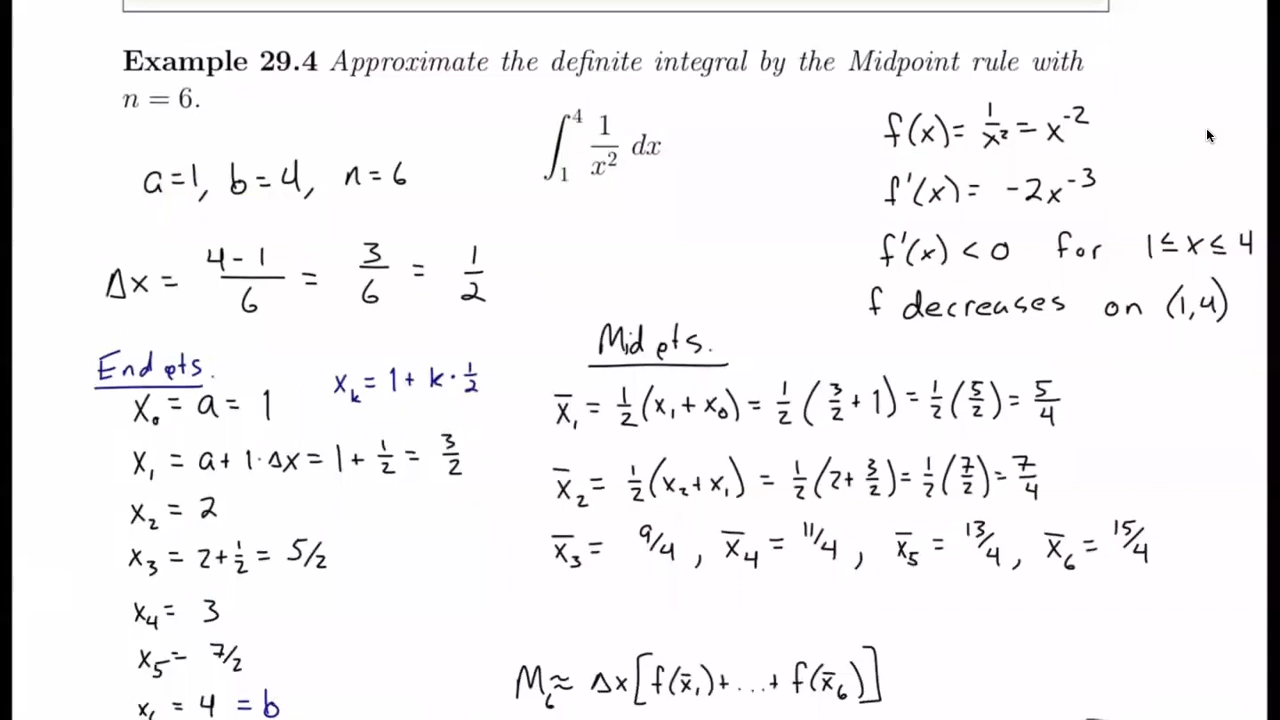 Example 29.4 Approximate the definite integral by the Midpoint rule with
n = 6.
∫₁⁴ 1/x² dx
a=1, b=4, n=6
Δx = (4-1)/6 = 3/6 = 1/2
f(x)= 1/x² = x⁻²
f'(x)= -2x⁻³
f'(x) < 0 for 1 ≤ x ≤ 4
f decreases on (1,4)
End pts.
xₖ = 1 + k · 1/2
x₀ = a = 1
x₁ = a + 1·Δx = 1 + 1/2 = 3/2
x₂ = 2
x₃ = 2 + 1/2 = 5/2
x₄ = 3
x₅ = 7/2
x₆ = 4 = b
Mid pts.
x̄₁ = 1/2(x₁ + x₀) = 1/2(3/2 + 1) = 1/2(5/2) = 5/4
x̄₂ = 1/2(x₂ + x₁) = 1/2(2 + 3/2) = 1/2(7/2) = 7/4
x̄₃ = 9/4, x̄₄ = 11/4, x̄₅ = 13/4, x̄₆ = 15/4
M₆ ≈ Δx[f(x̄₁)+...+ f(x̄₆)]